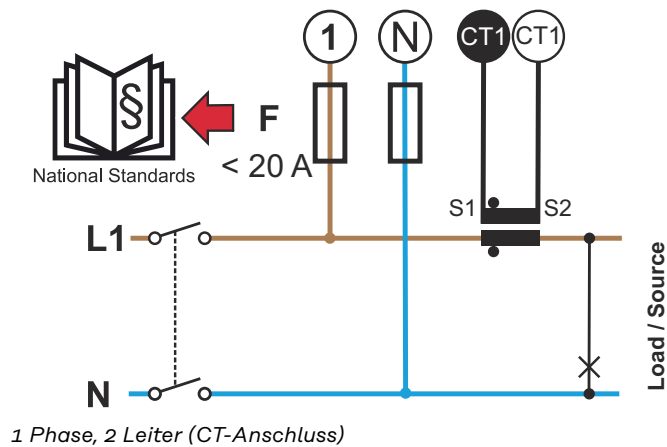 1
N
CT1
CT1
§
F
< 20 A
National Standards
S1
S2
L1
N
Load / Source
1 Phase, 2 Leiter (CT-Anschluss)